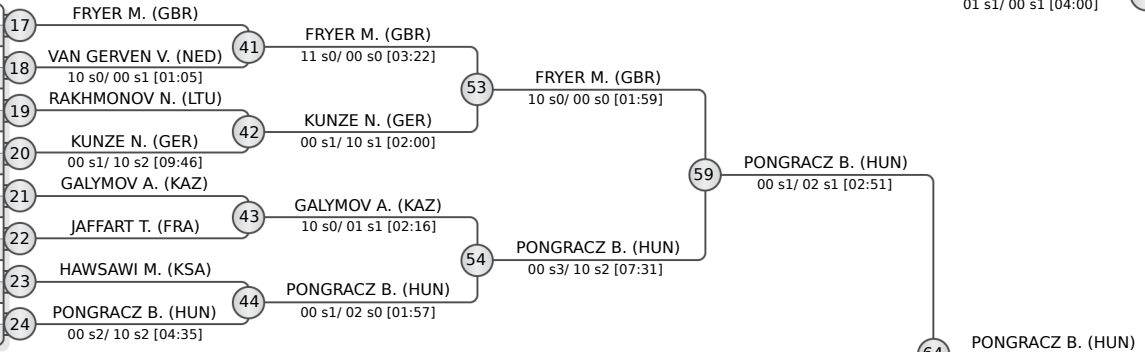 01 s1/ 00 s1 [04:00]
17
FRYER M. (GBR)
18
VAN GERVEN V. (NED)
10 s0/ 00 s1 [01:05]
19
RAKHMONOV N. (LTU)
20
KUNZE N. (GER)
00 s1/ 10 s2 [09:46]
21
GALYMOV A. (KAZ)
22
JAFFART T. (FRA)
23
HAWSAWI M. (KSA)
24
PONGRACZ B. (HUN)
00 s2/ 10 s2 [04:35]
41
FRYER M. (GBR)
11 s0/ 00 s0 [03:22]
42
KUNZE N. (GER)
00 s1/ 10 s1 [02:00]
43
GALYMOV A. (KAZ)
10 s0/ 01 s1 [02:16]
44
PONGRACZ B. (HUN)
00 s1/ 02 s0 [01:57]
53
FRYER M. (GBR)
10 s0/ 00 s0 [01:59]
54
PONGRACZ B. (HUN)
00 s3/ 10 s2 [07:31]
59
PONGRACZ B. (HUN)
00 s1/ 02 s1 [02:51]
PONGRACZ B. (HUN)